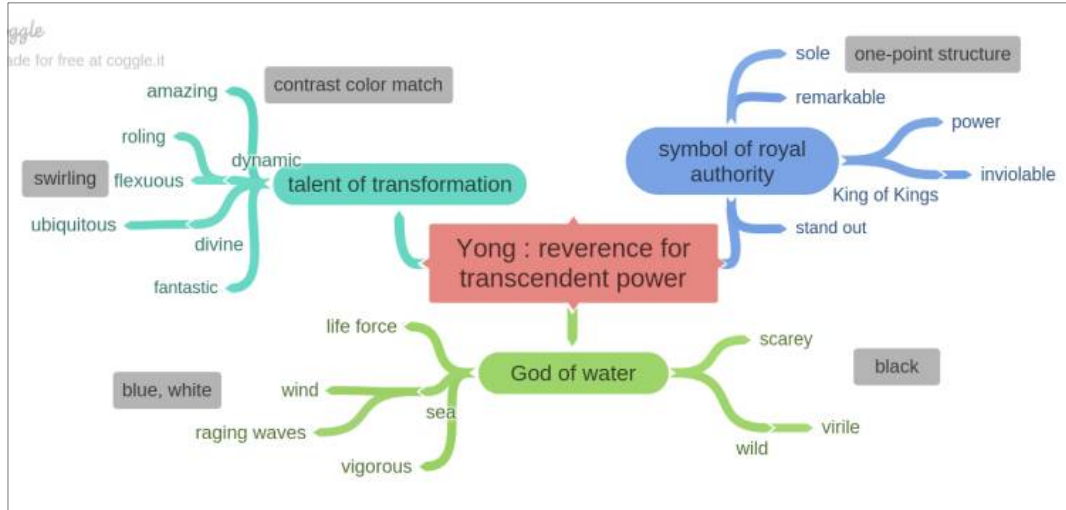 oggle
ade for free at coggle.it
contrast color match
amazing
roling
dynamic
swirling
flexuous
talent of transformation
ubiquitous
divine
fantastic
sole
one-point structure
remarkable
power
symbol of royal
authority
inviolable
King of Kings
stand out
Yong : reverence for
transcendent power
life force
God of water
scarey
black
blue, white
wind
sea
raging waves
virile
wild
vigorous